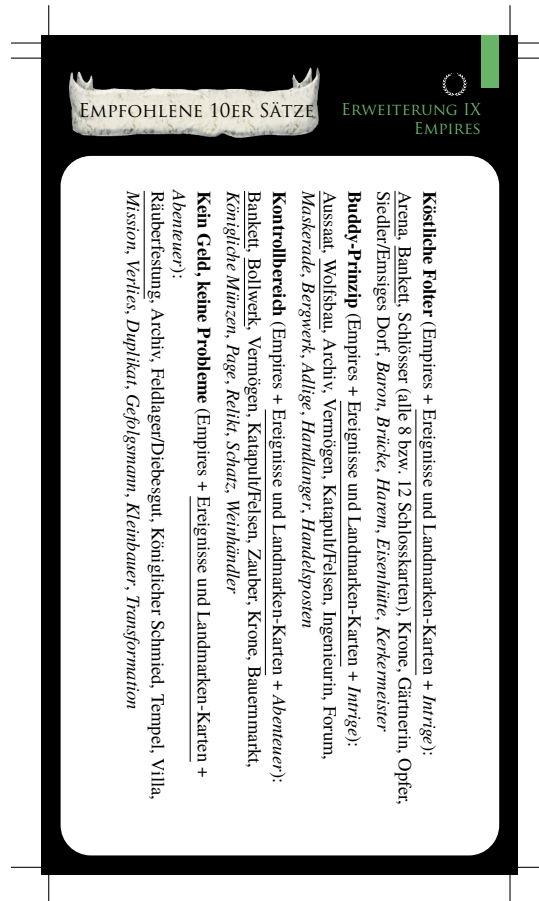 EMPFOHLENE 10ER SÄTZE
ERWEITERUNG IX
EMPIRES
Köstliche Folter (Empires + Ereignisse und Landmarken-Karten + Intrige):
Arena, Bankett, Schlösser (alle 8 bzw. 12 Schlosskarten), Krone, Gärtnerin, Opfer,
Siedler/Emsiges Dorf, Baron, Brücke, Harem, Eisenhütte, Kerkermeister
Buddy-Prinzip (Empires + Ereignisse und Landmarken-Karten + Intrige):
Aussaat, Wolfsbau, Archiv, Vermögen, Katapult/Felsen, Ingenieurin, Forum,
Maskerade, Bergwerk, Adlige, Handlanger, Handelsposten
Kontrollbereich (Empires + Ereignisse und Landmarken-Karten + Abenteuer):
Bankett, Bollwerk, Vermögen, Katapult/Felsen, Zauber, Krone, Bauernmarkt,
Königliche Münzen, Page, Relikt, Schatz, Weinhändler
Kein Geld, keine Probleme (Empires + Ereignisse und Landmarken-Karten +
Abenteuer):
Räuberfestung, Archiv, Feldlager/Diebesgut, Königlicher Schmied, Tempel, Villa,
Mission, Verlies, Duplikat, Gefolgsmann, Kleinbauer, Transformation